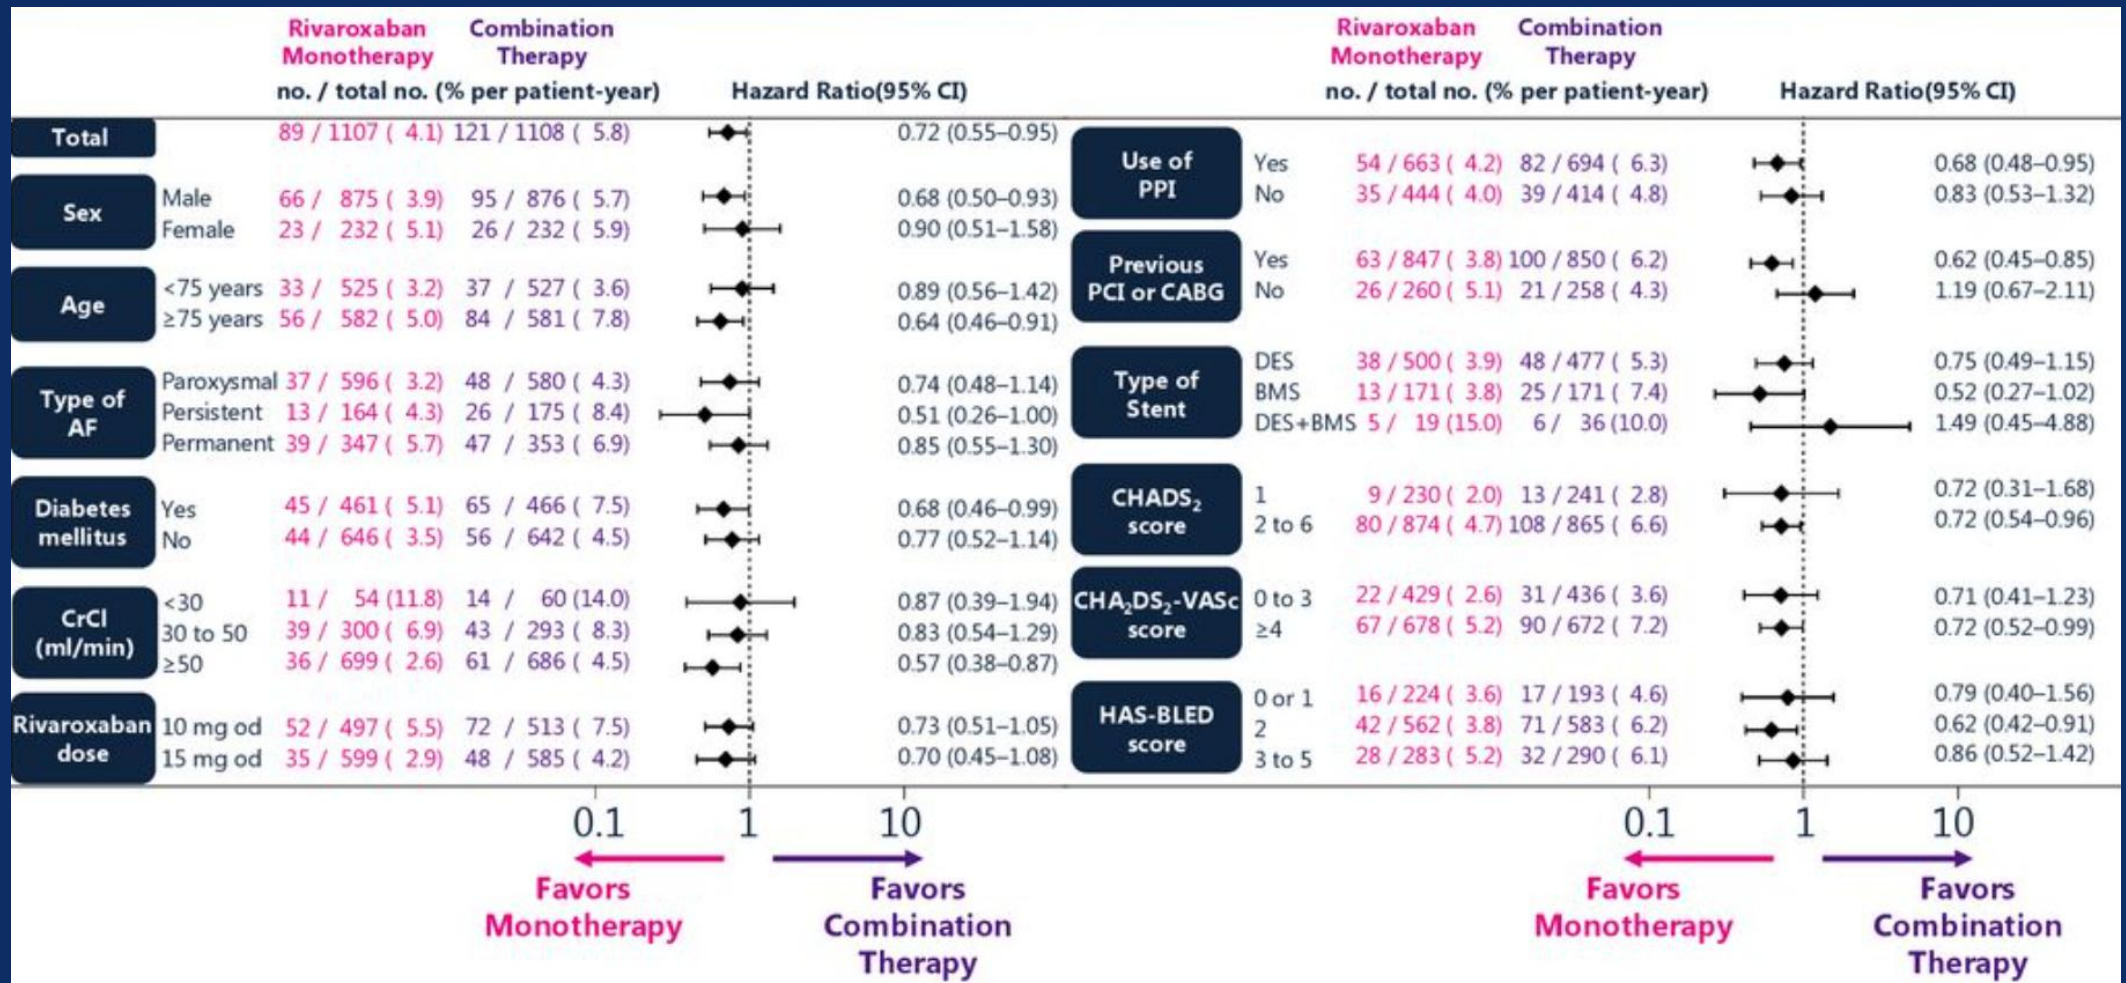 Rivaroxaban Monotherapy Combination Therapy
no. / total no. (% per patient-year) Hazard Ratio(95% CI)
Total 89 / 1107 ( 4.1) 121 / 1108 ( 5.8) 0.72 (0.55–0.95)
Sex
Male 66 / 875 ( 3.9) 95 / 876 ( 5.7) 0.68 (0.50–0.93)
Female 23 / 232 ( 5.1) 26 / 232 ( 5.9) 0.90 (0.51–1.58)
Age
<75 years 33 / 525 ( 3.2) 37 / 527 ( 3.6) 0.89 (0.56–1.42)
≥75 years 56 / 582 ( 5.0) 84 / 581 ( 7.8) 0.64 (0.46–0.91)
Type of AF
Paroxysmal 37 / 596 ( 3.2) 48 / 580 ( 4.3) 0.74 (0.48–1.14)
Persistent 13 / 164 ( 4.3) 26 / 175 ( 8.4) 0.51 (0.26–1.00)
Permanent 39 / 347 ( 5.7) 47 / 353 ( 6.9) 0.85 (0.55–1.30)
Diabetes mellitus
Yes 45 / 461 ( 5.1) 65 / 466 ( 7.5) 0.68 (0.46–0.99)
No 44 / 646 ( 3.5) 56 / 642 ( 4.5) 0.77 (0.52–1.14)
CrCl (ml/min)
<30 11 / 54 (11.8) 14 / 60 (14.0) 0.87 (0.39–1.94)
30 to 50 39 / 300 ( 6.9) 43 / 293 ( 8.3) 0.83 (0.54–1.29)
≥50 36 / 699 ( 2.6) 61 / 686 ( 4.5) 0.57 (0.38–0.87)
Rivaroxaban dose
10 mg od 52 / 497 ( 5.5) 72 / 513 ( 7.5) 0.73 (0.51–1.05)
15 mg od 35 / 599 ( 2.9) 48 / 585 ( 4.2) 0.70 (0.45–1.08)
0.1 1 10
Favors Monotherapy
Favors Combination Therapy
Rivaroxaban Monotherapy Combination Therapy
no. / total no. (% per patient-year) Hazard Ratio(95% CI)
Use of PPI
Yes 54 / 663 ( 4.2) 82 / 694 ( 6.3) 0.68 (0.48–0.95)
No 35 / 444 ( 4.0) 39 / 414 ( 4.8) 0.83 (0.53–1.32)
Previous PCI or CABG
Yes 63 / 847 ( 3.8) 100 / 850 ( 6.2) 0.62 (0.45–0.85)
No 26 / 260 ( 5.1) 21 / 258 ( 4.3) 1.19 (0.67–2.11)
Type of Stent
DES 38 / 500 ( 3.9) 48 / 477 ( 5.3) 0.75 (0.49–1.15)
BMS 13 / 171 ( 3.8) 25 / 171 ( 7.4) 0.52 (0.27–1.02)
DES+BMS 5 / 19 (15.0) 6 / 36 (10.0) 1.49 (0.45–4.88)
CHADS₂ score
1 9 / 230 ( 2.0) 13 / 241 ( 2.8) 0.72 (0.31–1.68)
2 to 6 80 / 874 ( 4.7) 108 / 865 ( 6.6) 0.72 (0.54–0.96)
CHA₂DS₂-VASc score
0 to 3 22 / 429 ( 2.6) 31 / 436 ( 3.6) 0.71 (0.41–1.23)
≥4 67 / 678 ( 5.2) 90 / 672 ( 7.2) 0.72 (0.52–0.99)
HAS-BLED score
0 or 1 16 / 224 ( 3.6) 17 / 193 ( 4.6) 0.79 (0.40–1.56)
2 42 / 562 ( 3.8) 71 / 583 ( 6.2) 0.62 (0.42–0.91)
3 to 5 28 / 283 ( 5.2) 32 / 290 ( 6.1) 0.86 (0.52–1.42)
0.1 1 10
Favors Monotherapy
Favors Combination Therapy